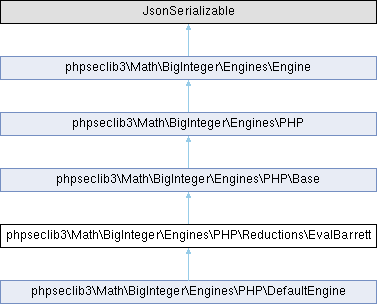 JsonSerializable
phpseclib3\Math\BigInteger\Engines\Engine
phpseclib3\Math\BigInteger\Engines\PHP
phpseclib3\Math\BigInteger\Engines\PHP\Base
phpseclib3\Math\BigInteger\Engines\PHP\Reductions\EvalBarrett
phpseclib3\Math\BigInteger\Engines\PHP\DefaultEngine